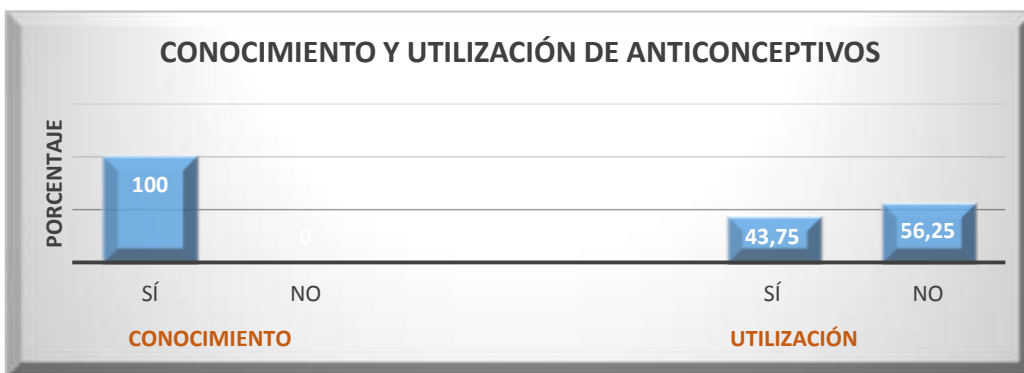 CONOCIMIENTO Y UTILIZACIÓN DE ANTICONCEPTIVOS
PORCENTAJE
100
0
43,75
56,25
SÍ
NO
SÍ
NO
CONOCIMIENTO
UTILIZACIÓN